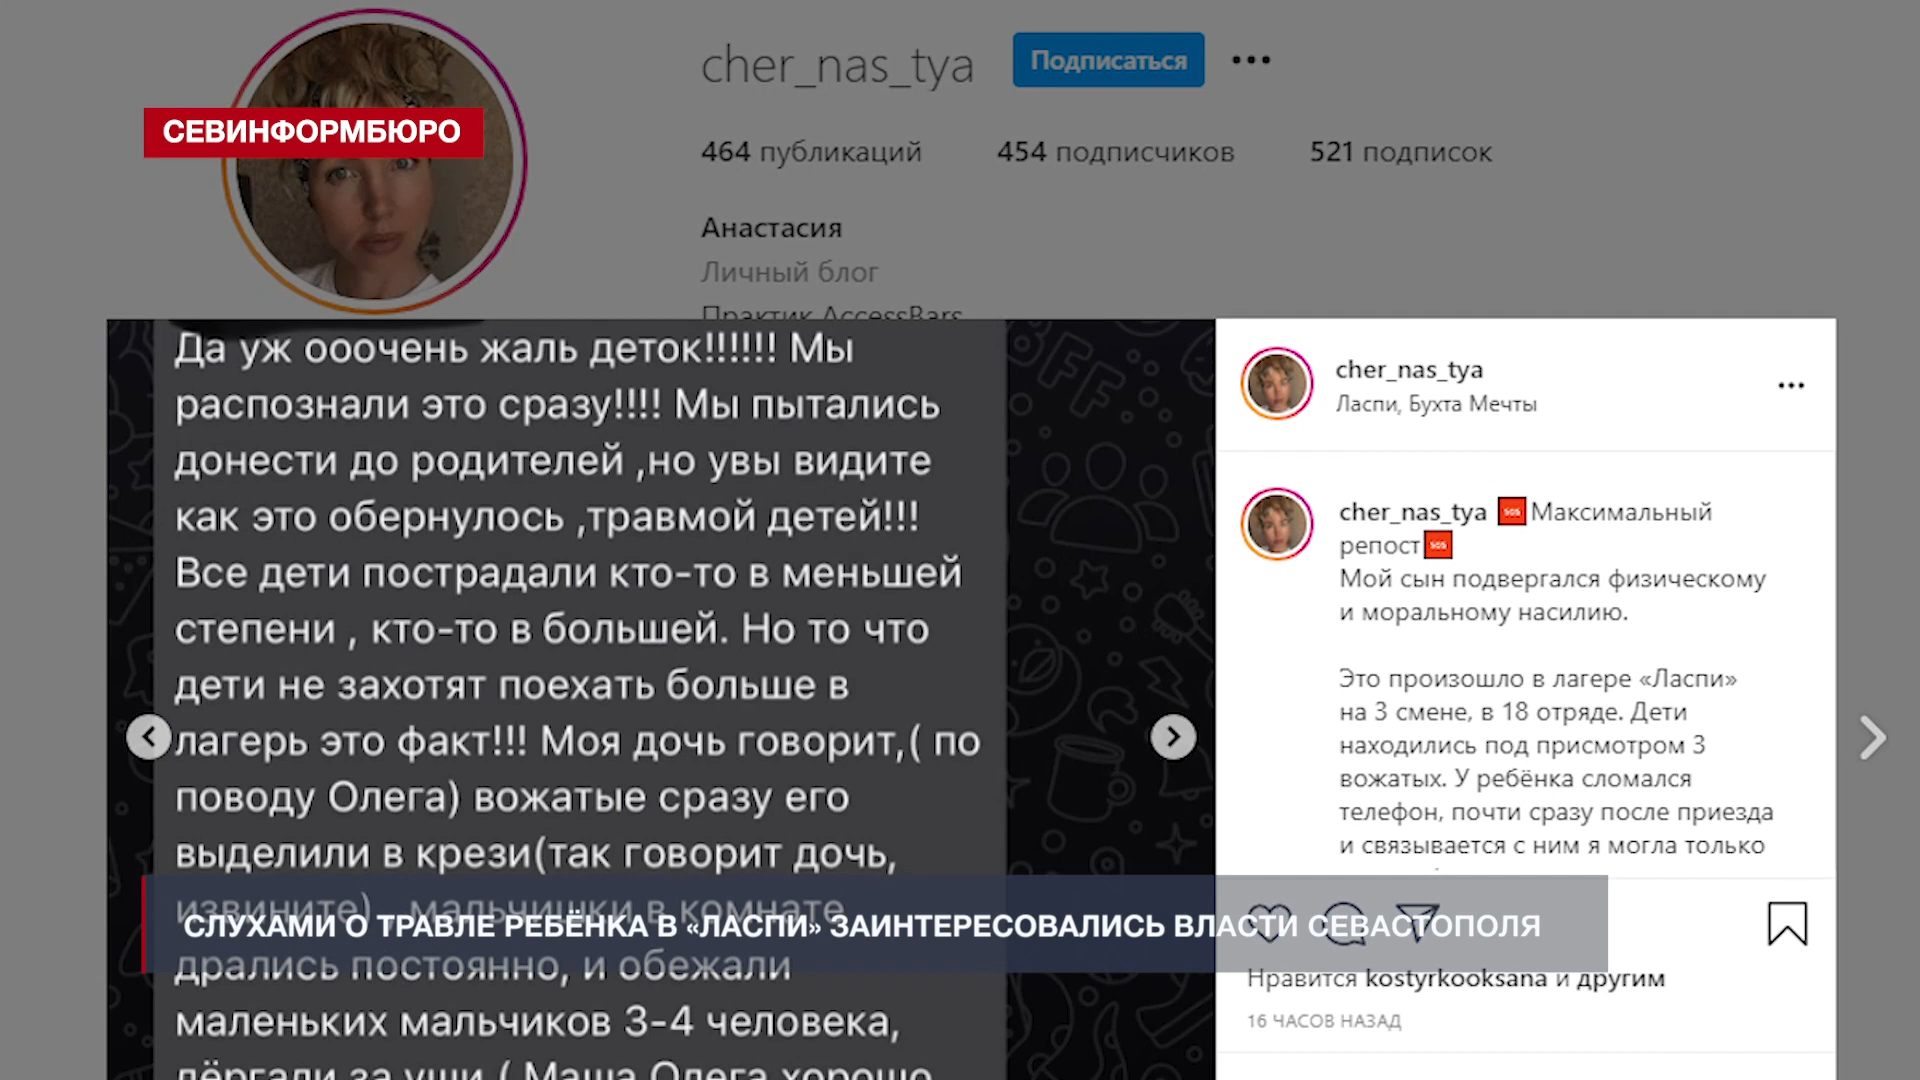 cher_nas_tya
Подписаться
СЕВИНФОРМБЮРО
464 публикаций
454 подписчиков
521 подписок
Анастасия
Личный блог
Практик AccessBars
Да уж ооочень жаль деток!!!!!! Мы
распознали это сразу!!!! Мы пытались
донести до родителей ,но увы видите
как это обернулось ,травмой детей!!!
Все дети пострадали кто-то в меньшей
степени , кто-то в большей. Но то что
дети не захотят поехать больше в
лагерь это факт!!! Моя дочь говорит,( по
поводу Олега) вожатые сразу его
выделили в крези(так говорит дочь,
извините) , мальчишки в комнате
дрались постоянно, и обежали
маленьких мальчиков 3-4 человека,
дёргали за уши ( Маша Олега хорошо
cher_nas_tya
Ласпи, Бухта Мечты
cher_nas_tya 🆘Максимальный
репост🆘
Мой сын подвергался физическому
и моральному насилию.
Это произошло в лагере «Ласпи»
на 3 смене, в 18 отряде. Дети
находились под присмотром 3
вожатых. У ребёнка сломался
телефон, почти сразу после приезда
и связывается с ним я могла только
СЛУХАМИ О ТРАВЛЕ РЕБЁНКА В «ЛАСПИ» ЗАИНТЕРЕСОВАЛИСЬ ВЛАСТИ СЕВАСТОПОЛЯ
Нравится kostyrkooksana и другим
16 ЧАСОВ НАЗАД